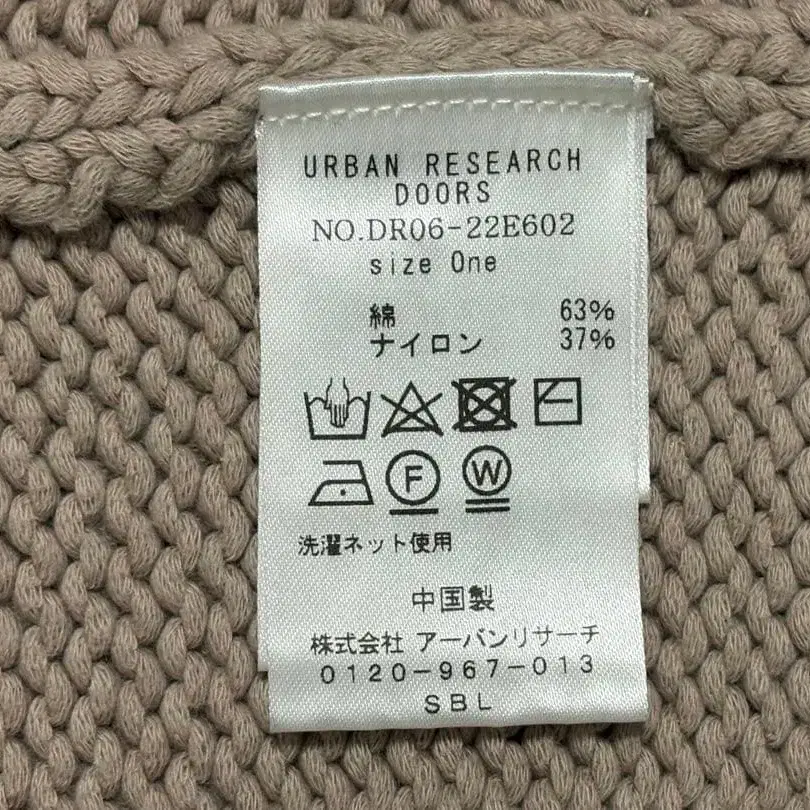 URBAN RESEARCH
DOORS
NO.DR06-22E602
size One
綿 63%
ナイロン 37%
F W
洗濯ネット使用
中国製
株式会社 アーバンリサーチ
0120-967-013
SBL